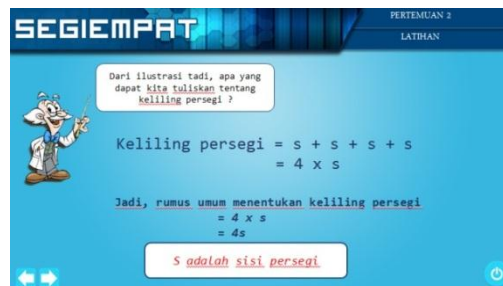 SEGIEMPAT
PERTEMUAN 2
LATIHAN
Dari ilustrasi tadi, apa yang
dapat kita tuliskan tentang
keliling persegi ?
Keliling persegi = s + s + s + s
= 4 x s
Jadi, rumus umum menentukan keliling persegi
= 4 x s
= 4s
S adalah sisi persegi